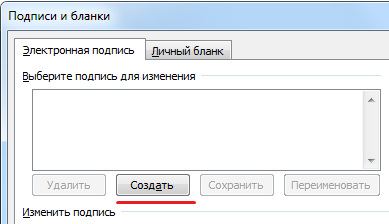 Подписи и бланки
Электронная подпись Личный бланк
Выберите подпись для изменения
Удалить Создать Сохранить Переименовать
Изменить подпись